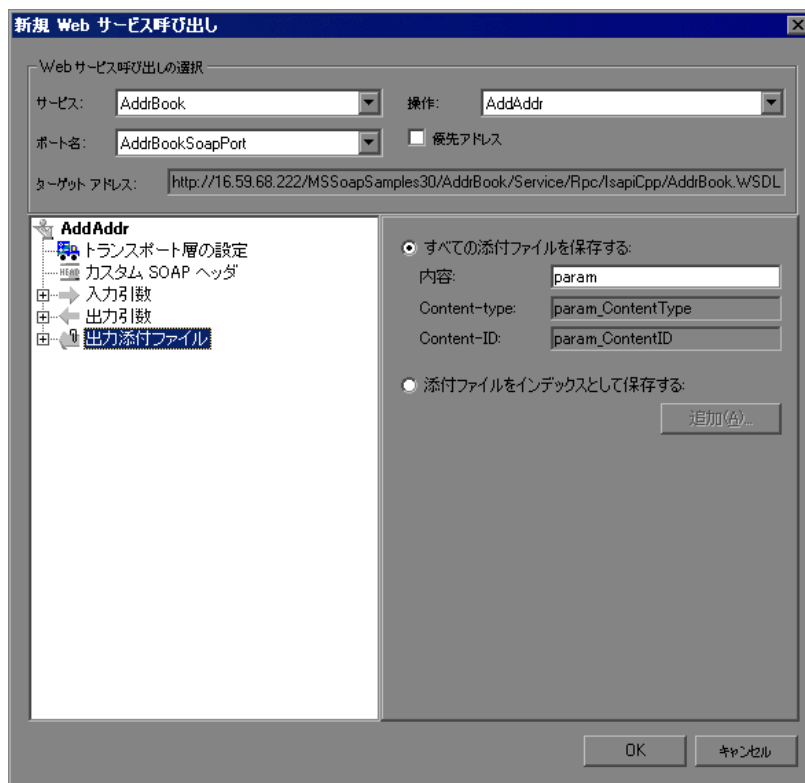 新規 Web サービス呼び出し
Webサービス呼び出しの選択
サービス: AddrBook 操作: AddAddr
ポート名: AddrBookSoapPort 優先アドレス
ターゲット アドレス: http://16.59.68.222/MSSoapSamples30/AddrBook/Service/Rpc/IsapiCpp/AddrBook.WSDL
AddAddr
トランスポート層の設定
HEAD カスタム SOAP ヘッダ
入力引数
出力引数
出力添付ファイル
すべての添付ファイルを保存する:
内容: param
Content-type: param_ContentType
Content-ID: param_ContentID
添付ファイルをインデックスとして保存する:
追加(A)...
OK キャンセル